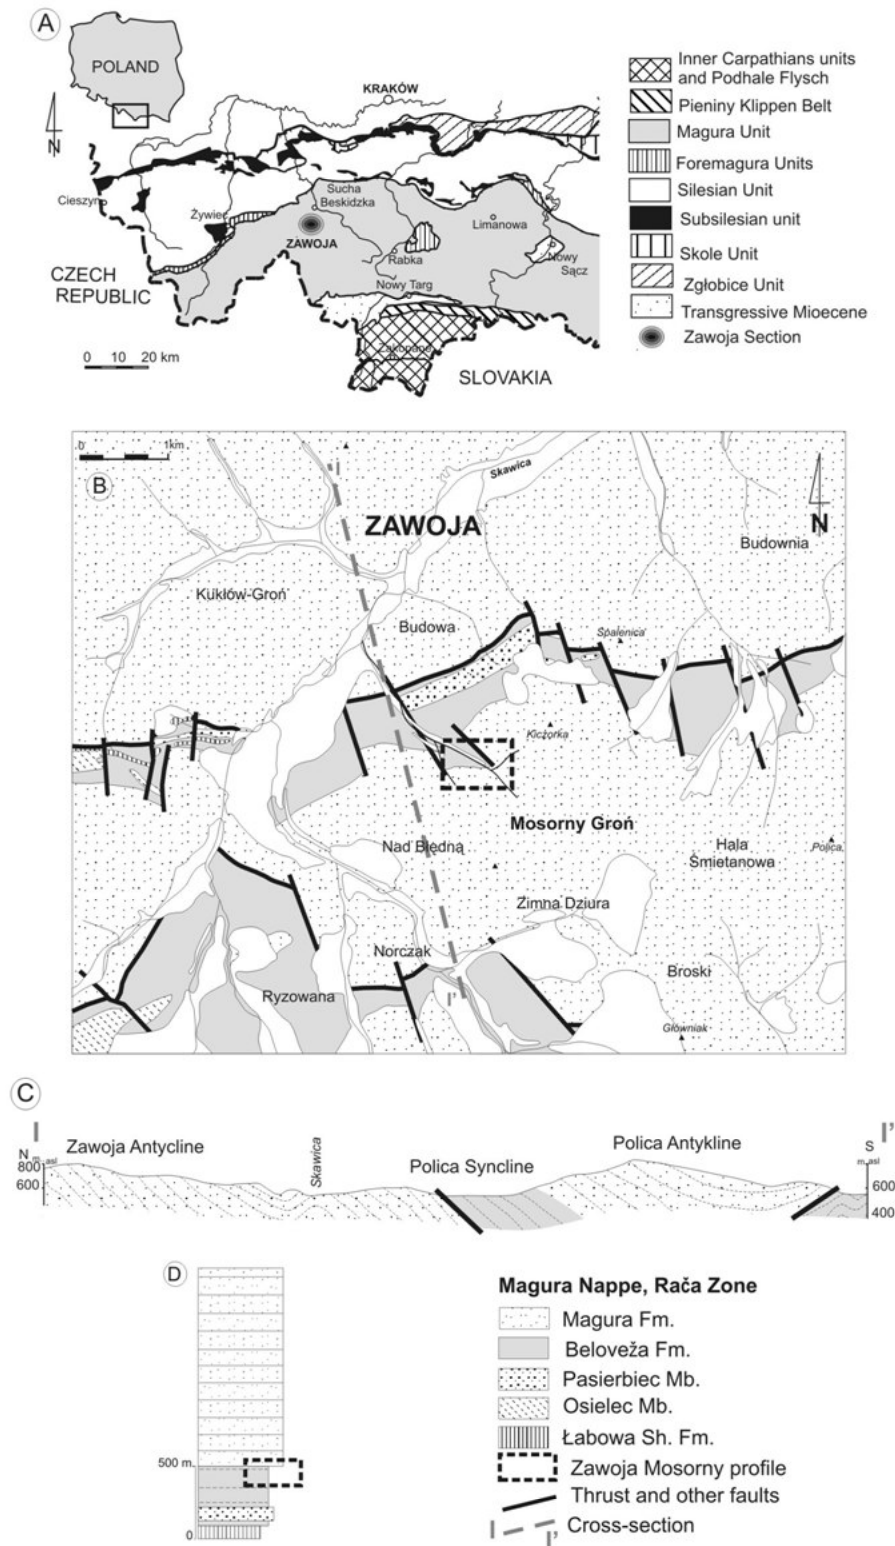 A
POLAND
N
KRAKÓW
Cieszyn
Żywiec
Sucha
Beskidzka
ZAWOJA
Limanowa
Rabka
Nowy
Sącz
Nowy Targ
Zakopane
CZECH
REPUBLIC
SLOVAKIA
0 10 20 km
Inner Carpathians units
and Podhale Flysch
Pieniny Klippen Belt
Magura Unit
Foremagura Units
Silesian Unit
Subsilesian unit
Skole Unit
Zgłobice Unit
Transgressive Mioecene
Zawoja Section
0 1km
B
I
Skawica
ZAWOJA
N
Budownia
Kuklów-Groń
Budowa
Spalenica
Kiczorka
Mosorny Groń
Nad Błędną
Hala
Śmietanowa
Polica
Zimna Dziura
Norczak
Broski
Ryzowana
I'
Główniak
C
I
I'
Zawoja Antycline
Skawica
Polica Syncline
Polica Antykline
N
m. asl
800
600
S
m. asl
600
400
D
500 m.
0
Magura Nappe, Rača Zone
Magura Fm.
Beloveža Fm.
Pasierbiec Mb.
Osielec Mb.
Łabowa Sh. Fm.
Zawoja Mosorny profile
Thrust and other faults
I I' Cross-section